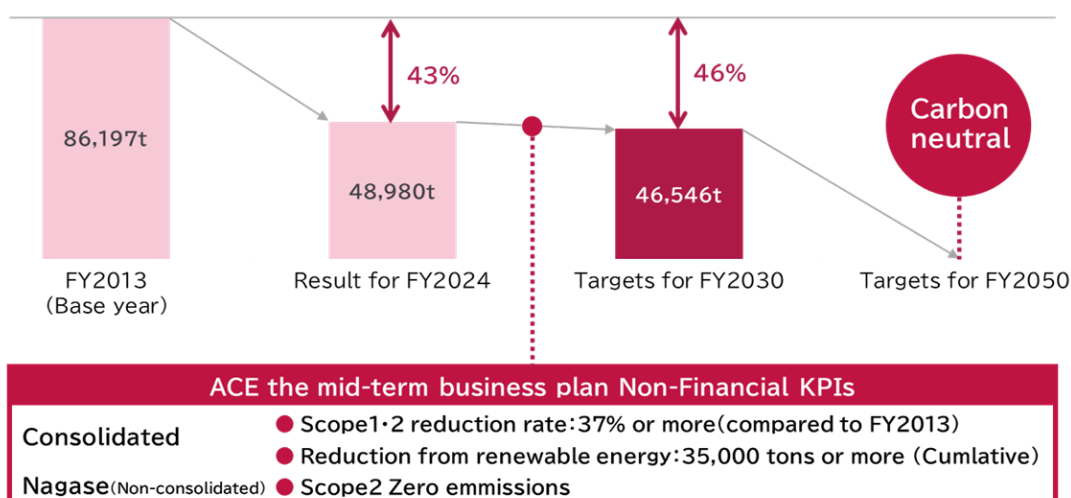 43%
46%
86,197t
48,980t
46,546t
Carbon
neutral
FY2013
(Base year)
Result for FY2024
Targets for FY2030
Targets for FY2050
ACE the mid-term business plan Non-Financial KPIs
Consolidated
● Scope1・2 reduction rate:37% or more(compared to FY2013)
● Reduction from renewable energy:35,000 tons or more (Cumlative)
Nagase(Non-consolidated) ● Scope2 Zero emmissions